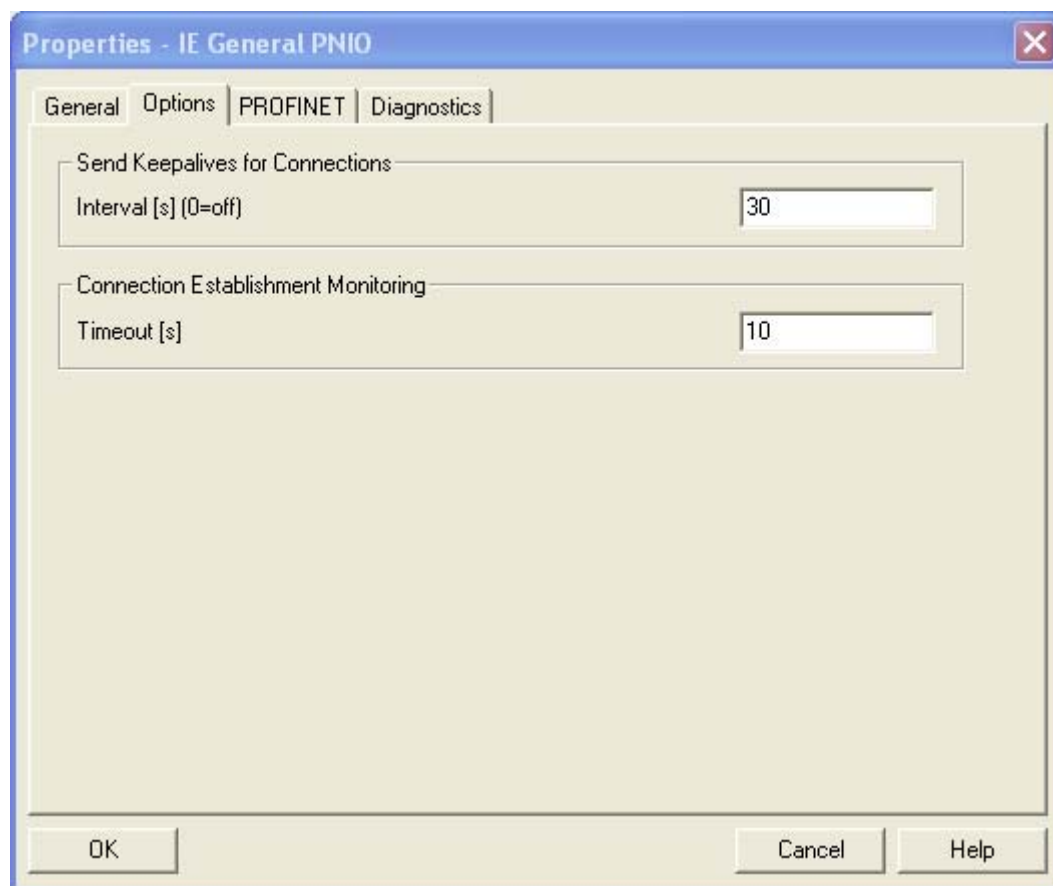 Properties - IE General PNIO
General Options PROFINET Diagnostics
Send Keepalives for Connections
Interval [s] (0=off) 30
Connection Establishment Monitoring
Timeout [s] 10
OK Cancel Help